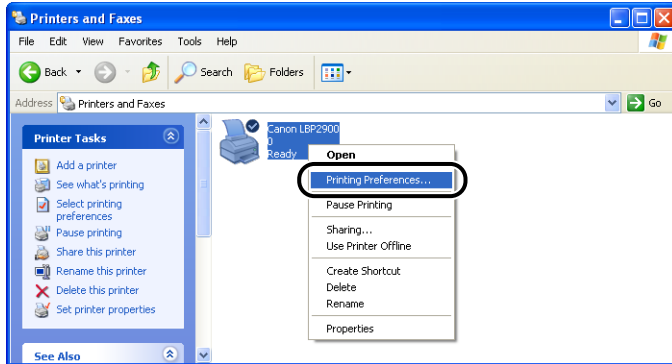 Printers and Faxes
File Edit View Favorites Tools Help
Back Search Folders
Address Printers and Faxes Go
Printer Tasks
Add a printer
See what's printing
Select printing
preferences
Pause printing
Share this printer
Rename this printer
Delete this printer
Set printer properties
See Also
Canon LBP2900
0
Ready
Open
Printing Preferences...
Pause Printing
Sharing...
Use Printer Offline
Create Shortcut
Delete
Rename
Properties